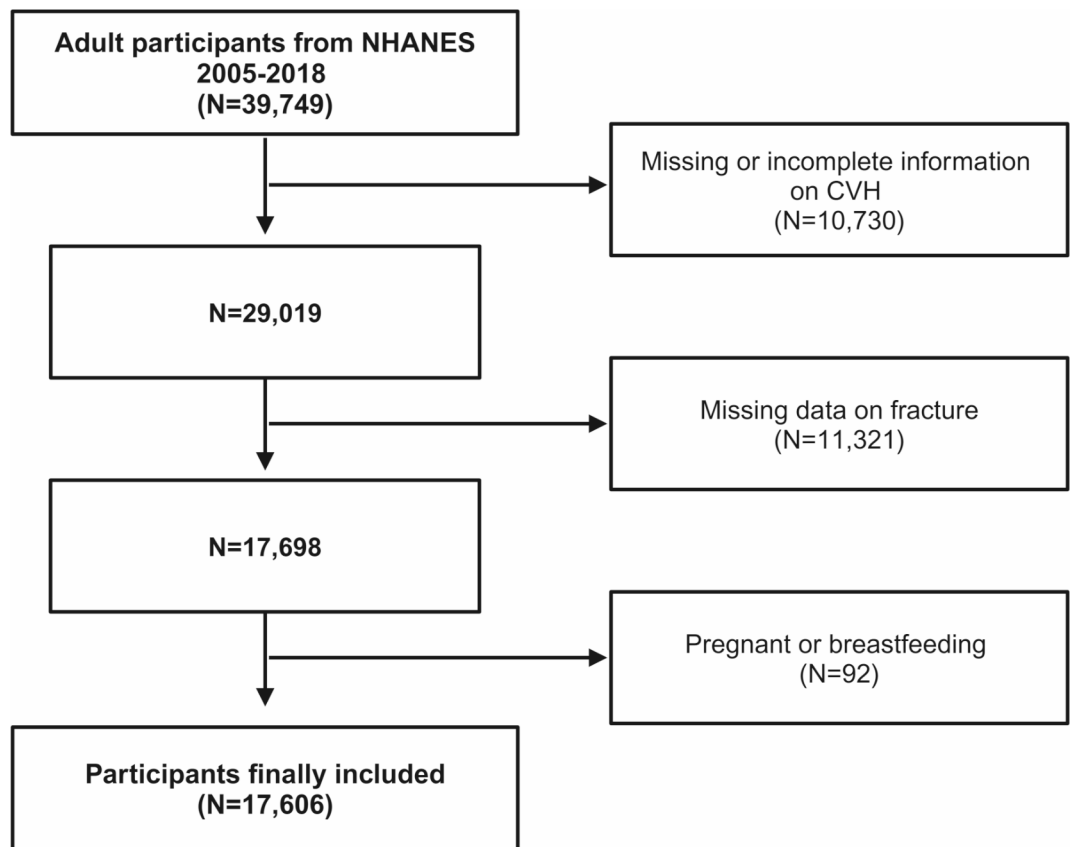 Adult participants from NHANES
2005-2018
(N=39,749)
Missing or incomplete information
on CVH
(N=10,730)
N=29,019
Missing data on fracture
(N=11,321)
N=17,698
Pregnant or breastfeeding
(N=92)
Participants finally included
(N=17,606)